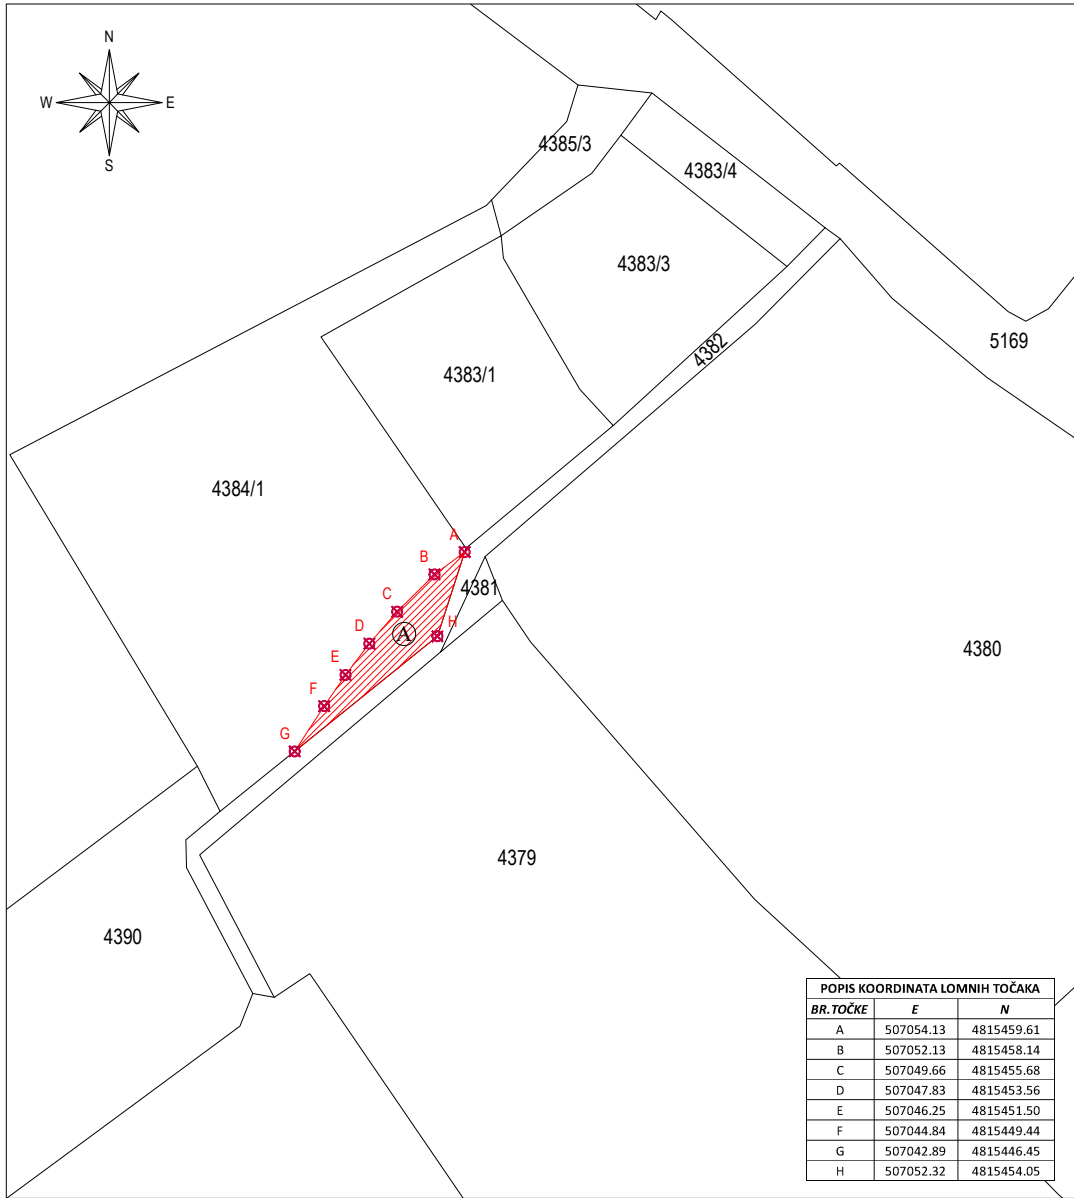 N
W E
S
4385/3
4383/4
4383/3
4382
5169
4383/1
4384/1
A
B
4381
C
H
D
A
E
4380
F
G
4379
4390
POPIS KOORDINATA LOMNIH TOČAKA
BR.TOČKE E N
A 507054.13 4815459.61
B 507052.13 4815458.14
C 507049.66 4815455.68
D 507047.83 4815453.56
E 507046.25 4815451.50
F 507044.84 4815449.44
G 507042.89 4815446.45
H 507052.32 4815454.05